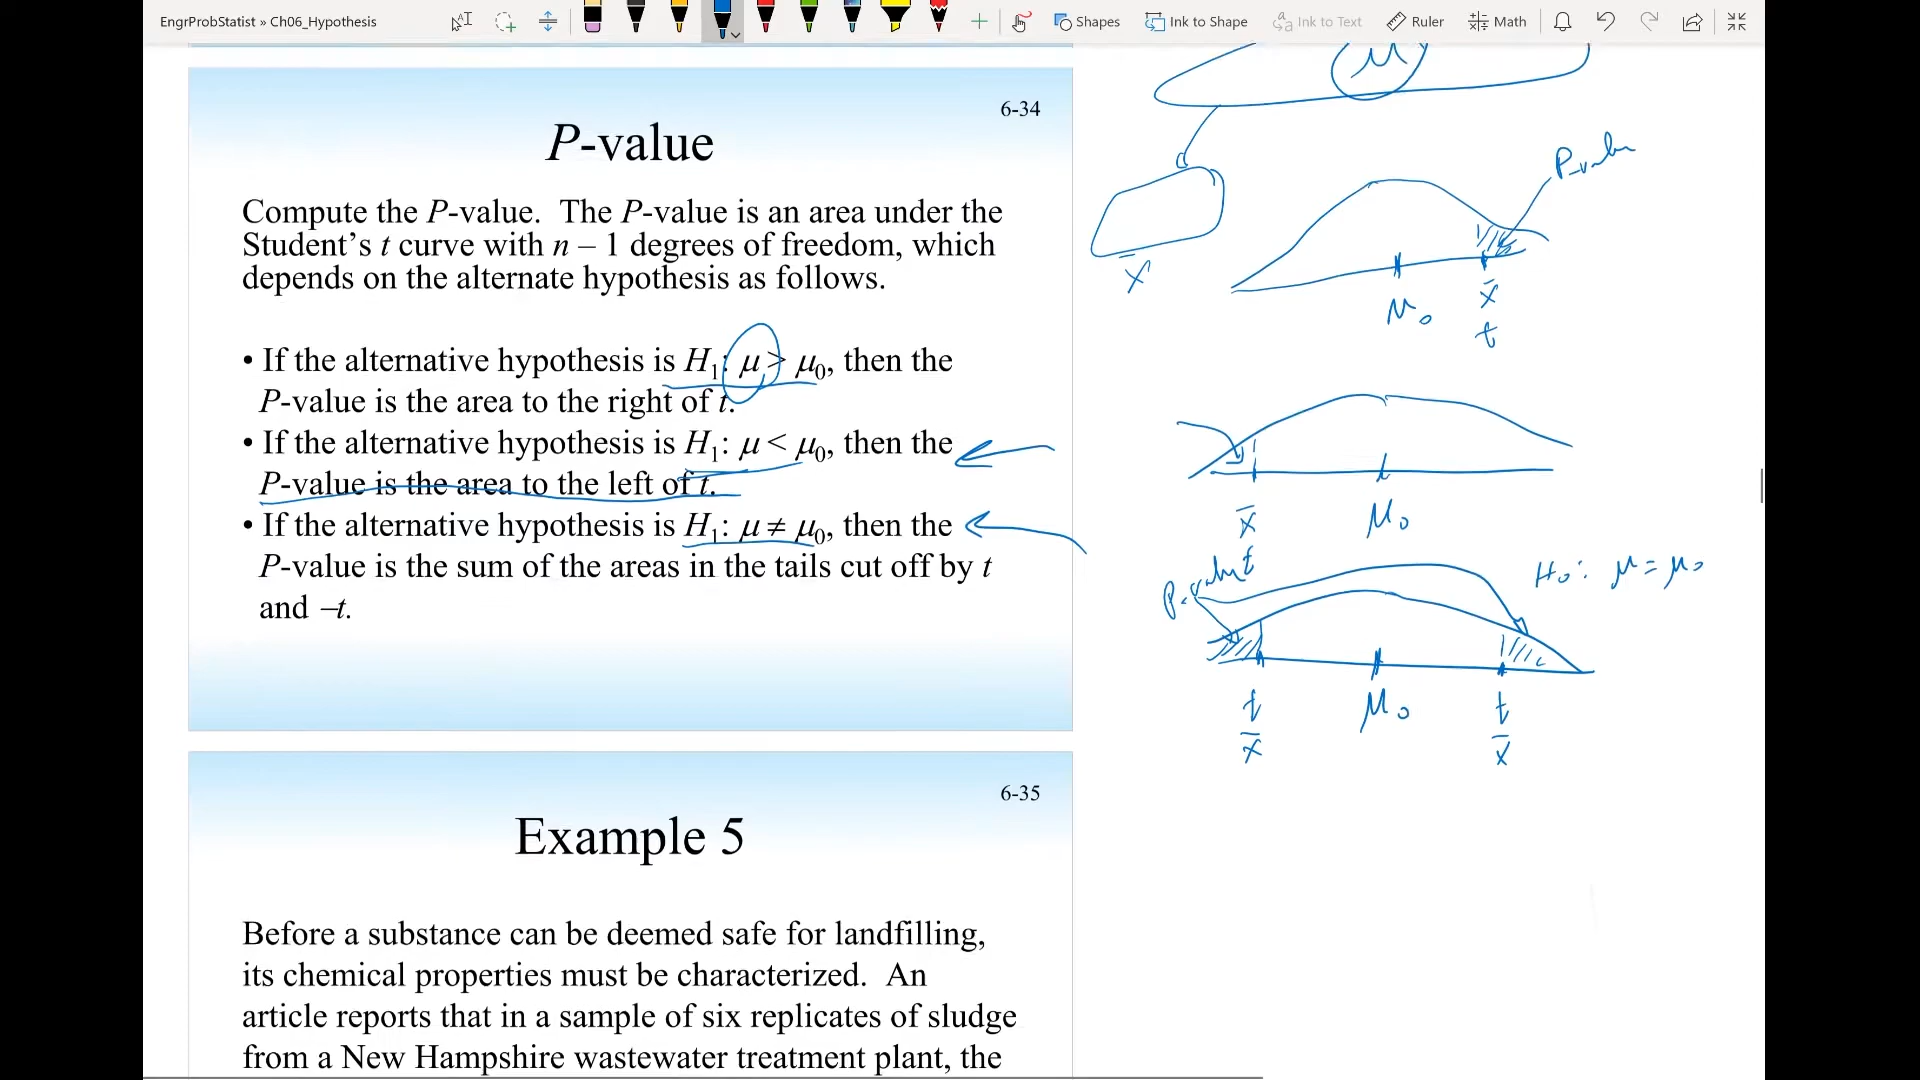 EngrProbStatist » Ch06_Hypothesis
Shapes
Ink to Shape
Ink to Text
Ruler
Math
6-34
P-value
Compute the P-value. The P-value is an area under the
Student's t curve with n – 1 degrees of freedom, which
depends on the alternate hypothesis as follows.
• If the alternative hypothesis is H₁: μ > μ₀, then the
P-value is the area to the right of t.
• If the alternative hypothesis is H₁: μ < μ₀, then the
P-value is the area to the left of t.
• If the alternative hypothesis is H₁: μ ≠ μ₀, then the
P-value is the sum of the areas in the tails cut off by t
and –t.
6-35
Example 5
Before a substance can be deemed safe for landfilling,
its chemical properties must be characterized. An
article reports that in a sample of six replicates of sludge
from a New Hampshire wastewater treatment plant, the
μ
P-value
x̄
μ₀
x̄
t
x̄
μ₀
t
P-value
H₀: μ = μ₀
t
μ₀
t
x̄
x̄